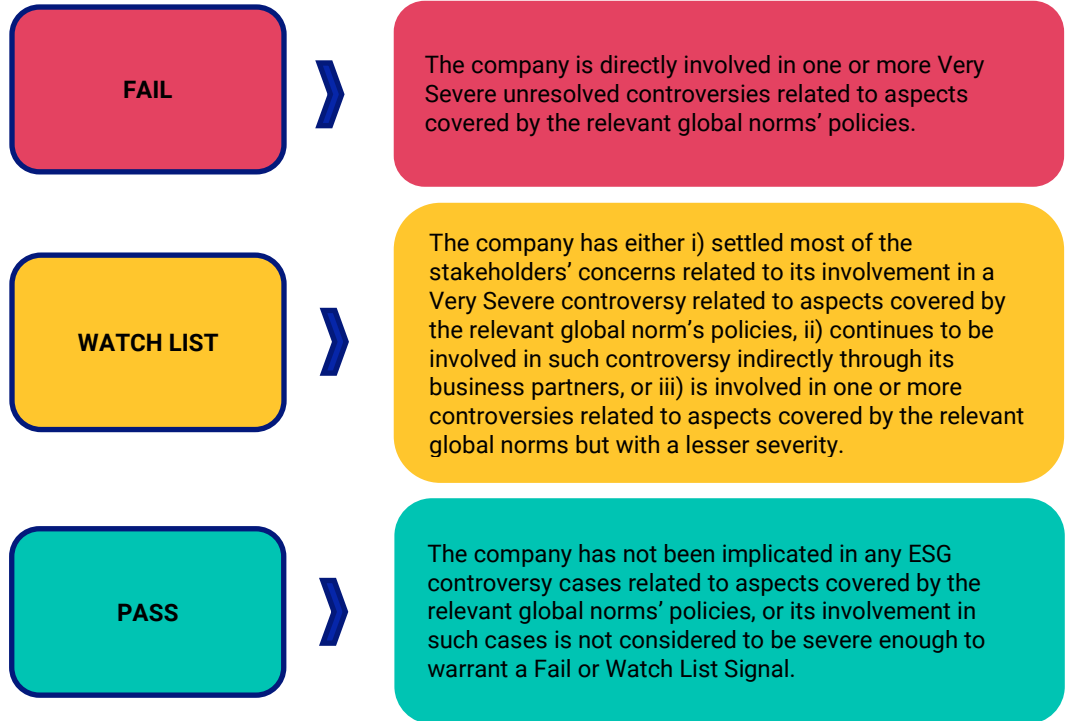 FAIL
The company is directly involved in one or more Very
Severe unresolved controversies related to aspects
covered by the relevant global norms’ policies.
WATCH LIST
The company has either i) settled most of the
stakeholders’ concerns related to its involvement in a
Very Severe controversy related to aspects covered by
the relevant global norm’s policies, ii) continues to be
involved in such controversy indirectly through its
business partners, or iii) is involved in one or more
controversies related to aspects covered by the relevant
global norms but with a lesser severity.
PASS
The company has not been implicated in any ESG
controversy cases related to aspects covered by the
relevant global norms’ policies, or its involvement in
such cases is not considered to be severe enough to
warrant a Fail or Watch List Signal.